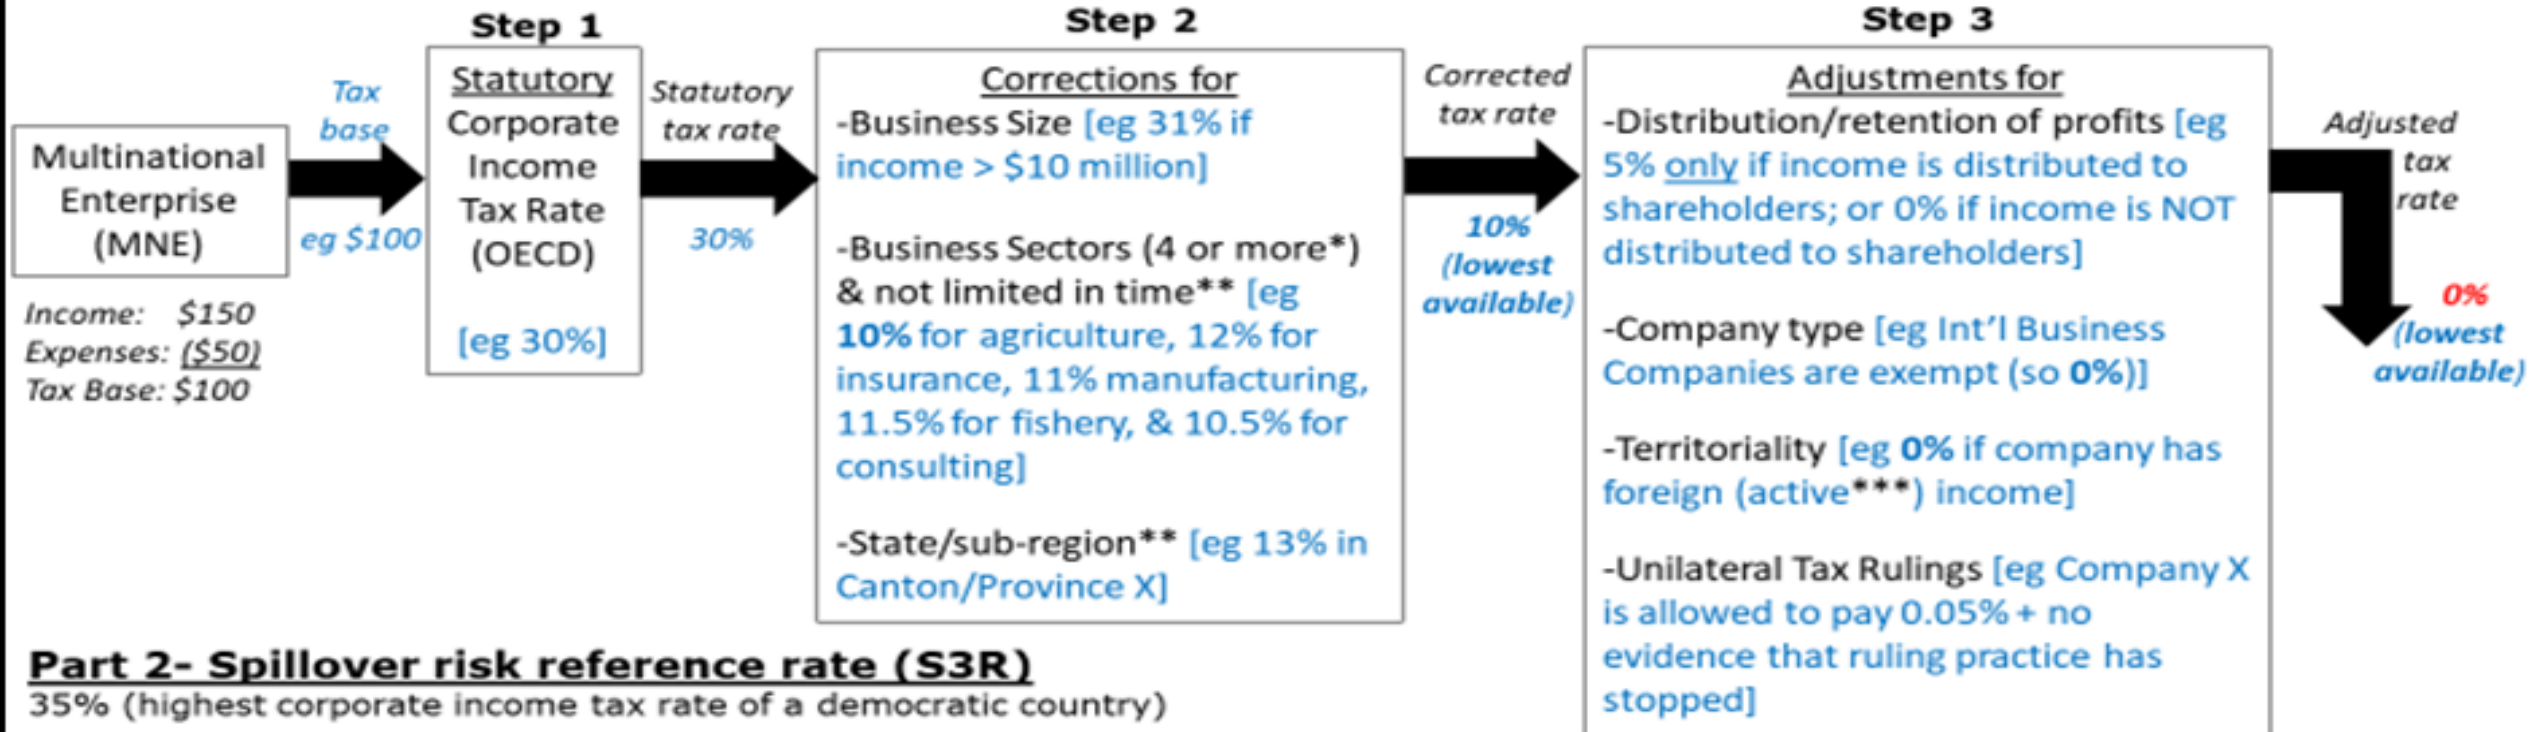 Step 1
Step 2
Step 3
Multinational
Enterprise
(MNE)
Income: $150
Expenses: ($50)
Tax Base: $100
Tax
base
eg $100
Statutory
Corporate
Income
Tax Rate
(OECD)
[eg 30%]
Statutory
tax rate
30%
Corrections for
-Business Size [eg 31% if
income > $10 million]
-Business Sectors (4 or more*)
& not limited in time** [eg
10% for agriculture, 12% for
insurance, 11% manufacturing,
11.5% for fishery, & 10.5% for
consulting]
-State/sub-region** [eg 13% in
Canton/Province X]
Corrected
tax rate
10%
(lowest
available)
Adjustments for
-Distribution/retention of profits [eg
5% only if income is distributed to
shareholders; or 0% if income is NOT
distributed to shareholders]
-Company type [eg Int'l Business
Companies are exempt (so 0%)]
-Territoriality [eg 0% if company has
foreign (active***) income]
-Unilateral Tax Rulings [eg Company X
is allowed to pay 0.05% + no
evidence that ruling practice has
stopped]
Adjusted
tax
rate
0%
(lowest
available)
Part 2- Spillover risk reference rate (S3R)
35% (highest corporate income tax rate of a democratic country)